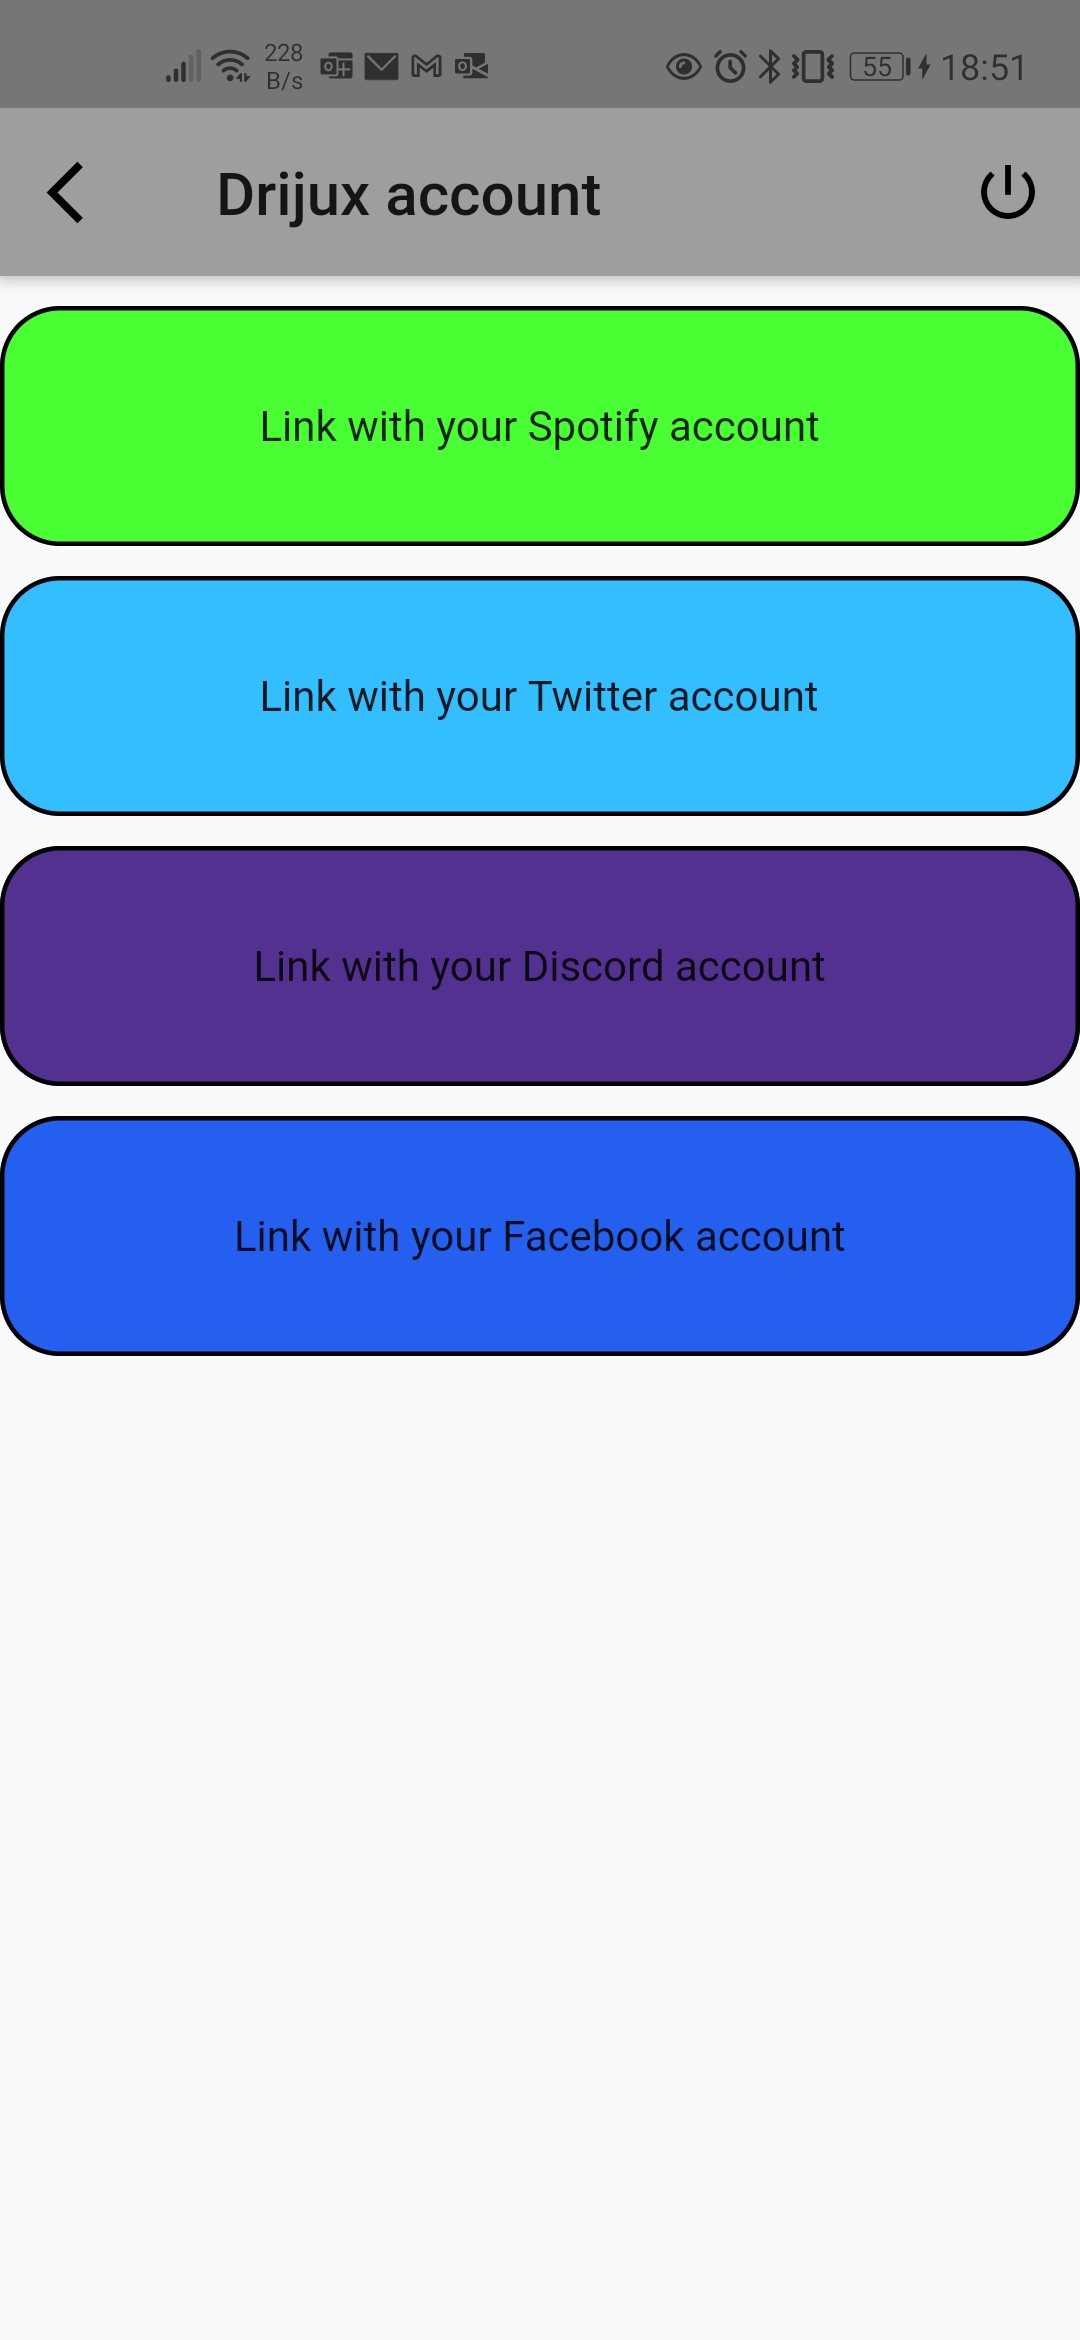 228
B/s
55
18:51
Drijux account
Link with your Spotify account
Link with your Twitter account
Link with your Discord account
Link with your Facebook account